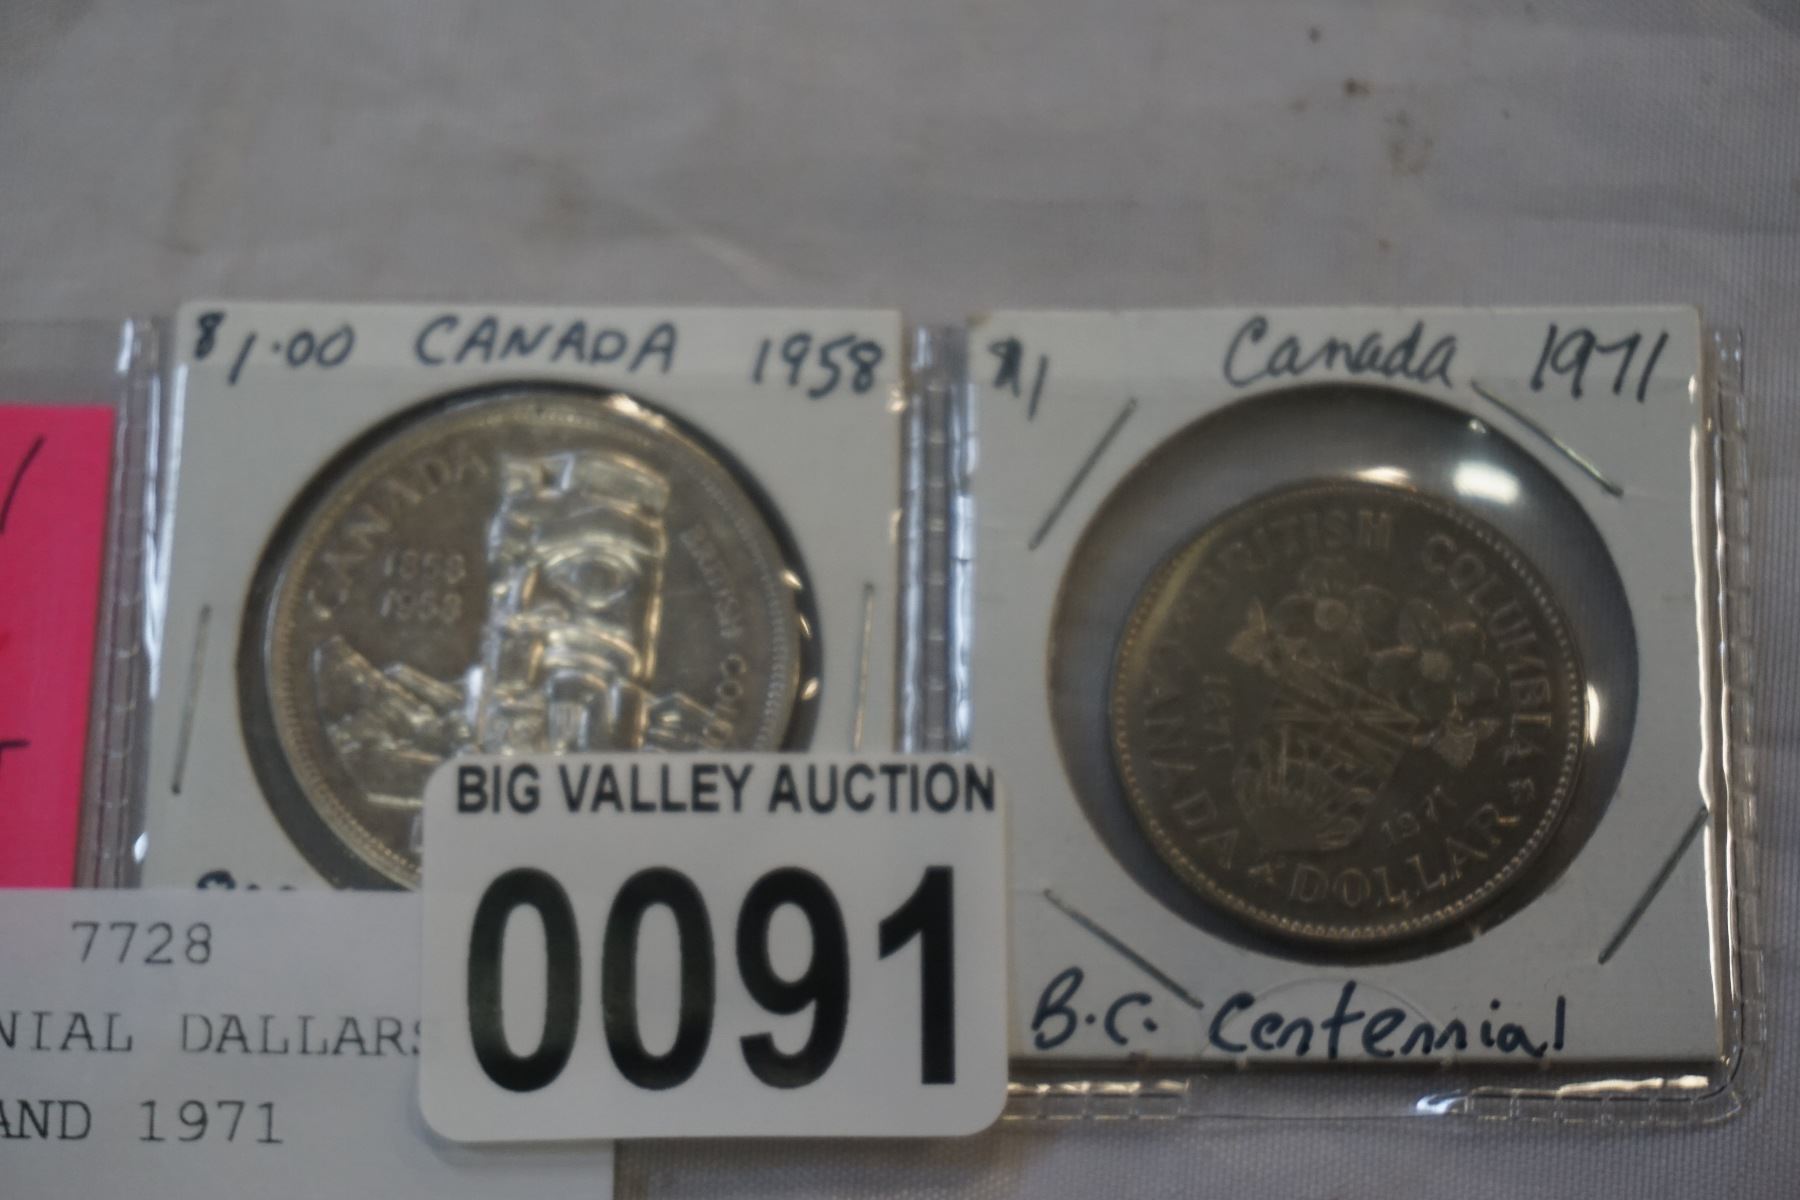 $1.00 CANADA 1958
CANADA
1858
1958
BRITISH COLU
$1 Canada 1971
BRITISH COLUMBIA
1871
1971
CANADA DOLLAR
B.C. Centennial
BIG VALLEY AUCTION
0091
7728
NIAL DALLARS
AND 1971